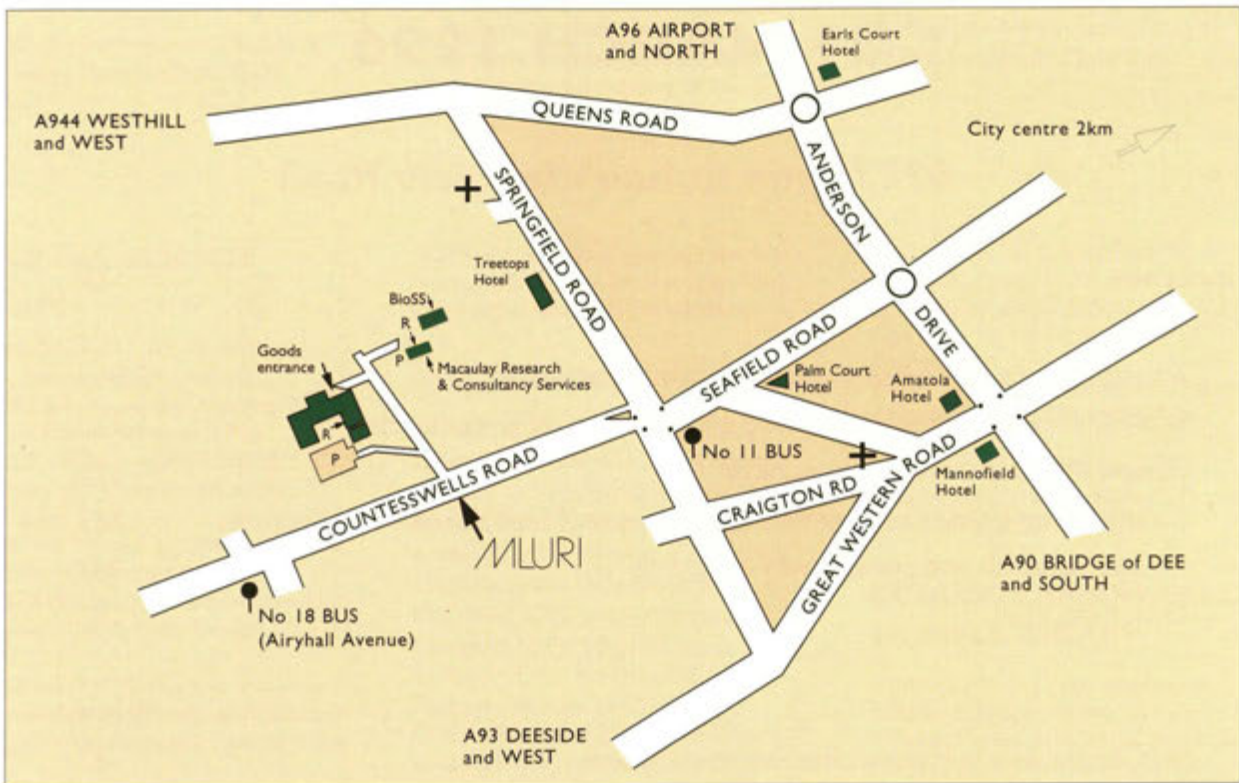 A96 AIRPORT
and NORTH
Earls Court
Hotel
A944 WESTHILL
and WEST
QUEENS ROAD
City centre 2km
ANDERSON
DRIVE
SPRINGFIELD ROAD
Treetops
Hotel
BioSS
R
P
Goods
entrance
Macaulay Research
& Consultancy Services
R
P
SEAFIELD ROAD
Palm Court
Hotel
Amatola
Hotel
No 11 BUS
Mannofield
Hotel
COUNTESSWELLS ROAD
CRAIGTON RD
GREAT WESTERN ROAD
MLURI
A90 BRIDGE of DEE
and SOUTH
No 18 BUS
(Airyhall Avenue)
A93 DEESIDE
and WEST